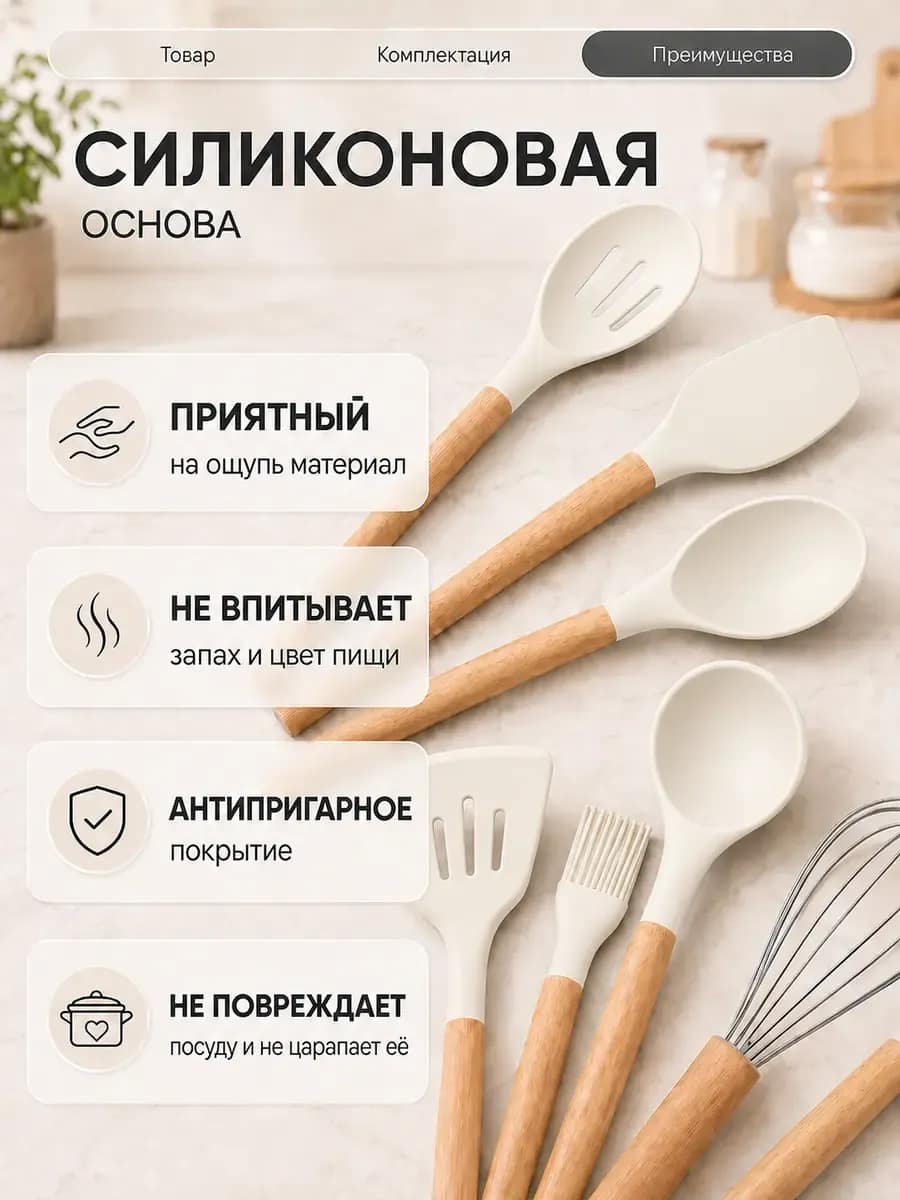 Товар
Комплектация
Преимущества
СИЛИКОНОВАЯ
ОСНОВА
ПРИЯТНЫЙ
на ощупь материал
НЕ ВПИТЫВАЕТ
запах и цвет пищи
АНТИПРИГАРНОЕ
покрытие
НЕ ПОВРЕЖДАЕТ
посуду и не царапает её